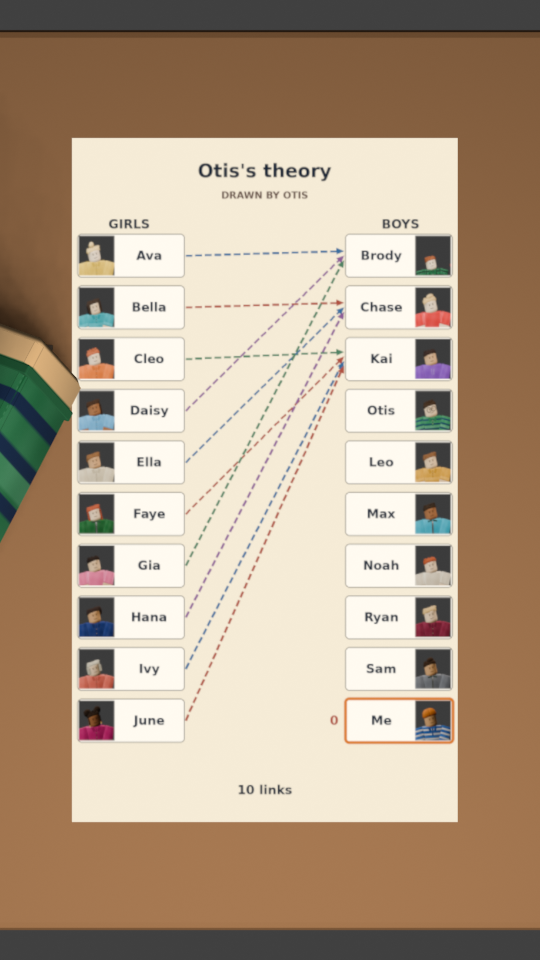 Otis's theory
DRAWN BY OTIS
GIRLS BOYS
Ava Brody
Bella Chase
Cleo Kai
Daisy Otis
Ella Leo
Faye Max
Gia Noah
Hana Ryan
Ivy Sam
June 0 Me
10 links